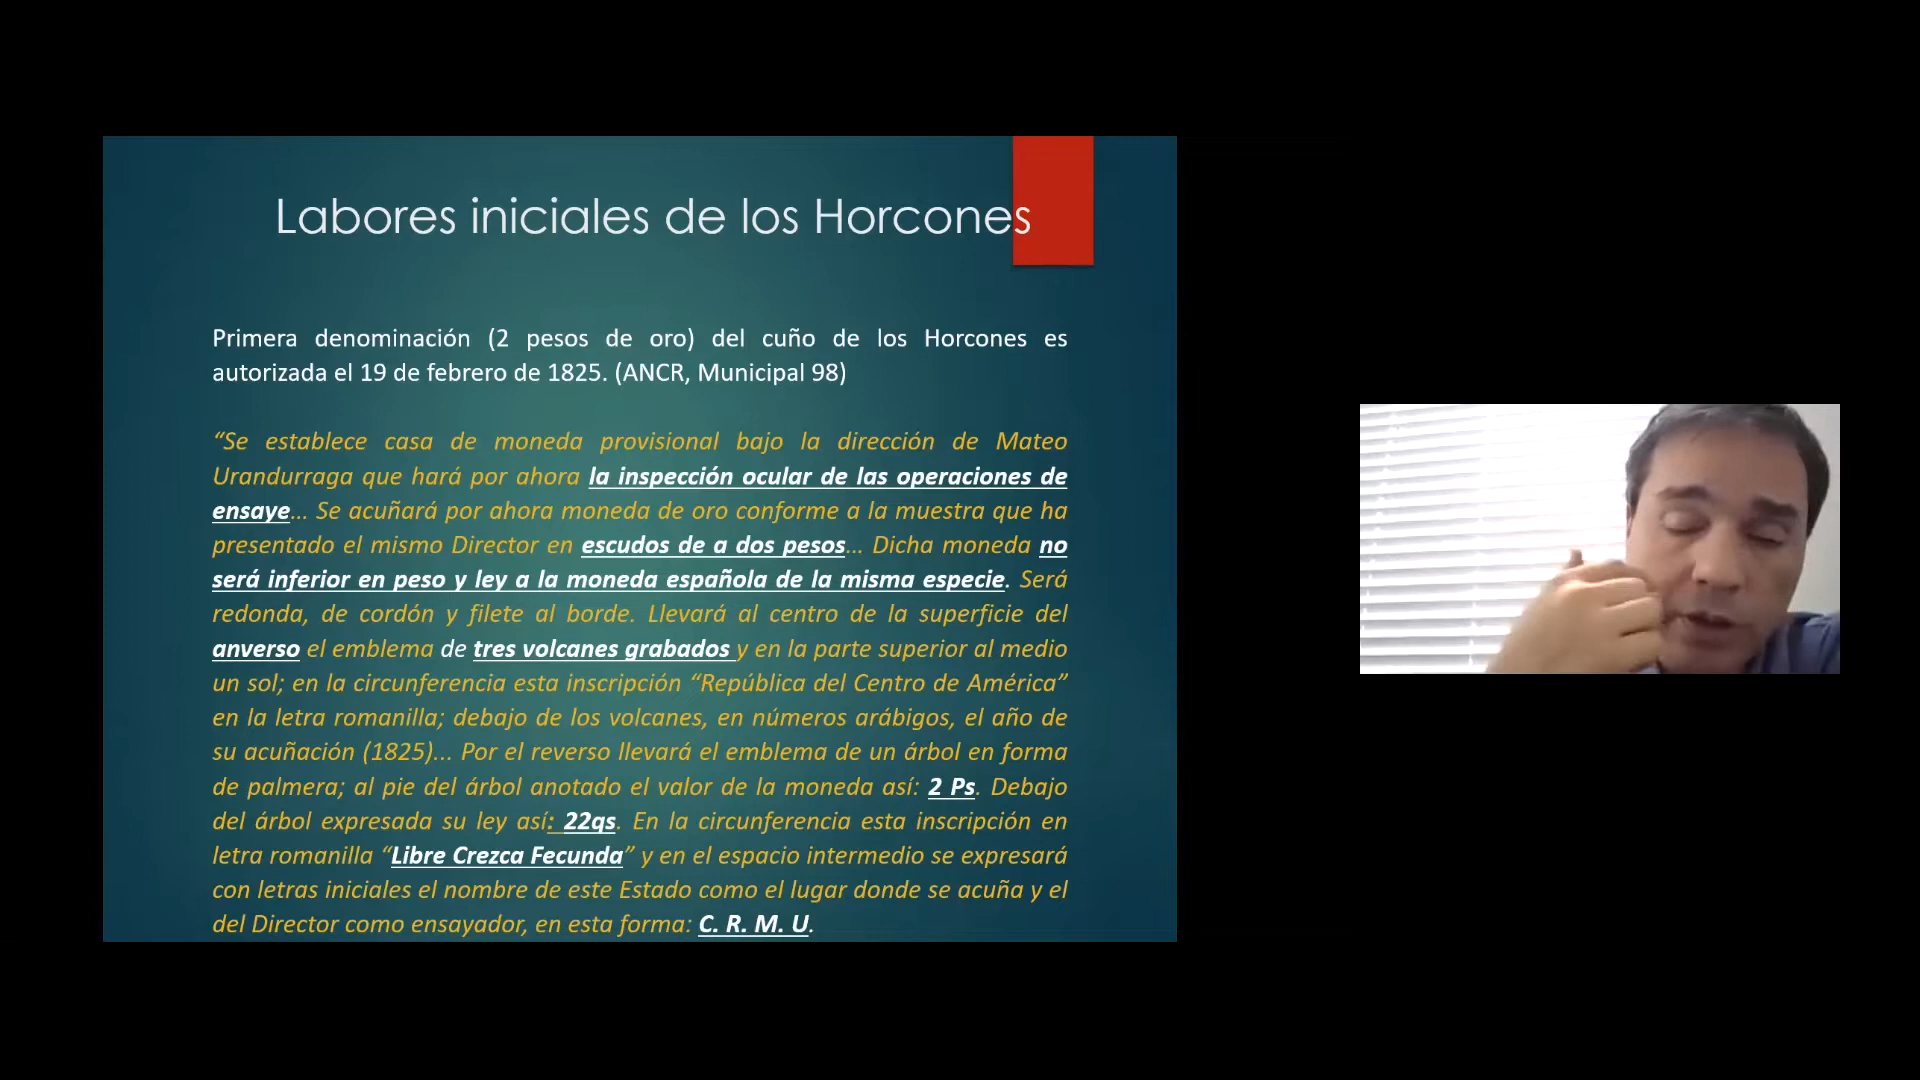 Labores iniciales de los Horcones
Primera denominación (2 pesos de oro) del cuño de los Horcones es
autorizada el 19 de febrero de 1825. (ANCR, Municipal 98)
“Se establece casa de moneda provisional bajo la dirección de Mateo
Urandurraga que hará por ahora la inspección ocular de las operaciones de
ensaye... Se acuñará por ahora moneda de oro conforme a la muestra que ha
presentado el mismo Director en escudos de a dos pesos... Dicha moneda no
será inferior en peso y ley a la moneda española de la misma especie. Será
redonda, de cordón y filete al borde. Llevará al centro de la superficie del
anverso el emblema de tres volcanes grabados y en la parte superior al medio
un sol; en la circunferencia esta inscripción “República del Centro de América”
en la letra romanilla; debajo de los volcanes, en números arábigos, el año de
su acuñación (1825)... Por el reverso llevará el emblema de un árbol en forma
de palmera; al pie del árbol anotado el valor de la moneda así: 2 Ps. Debajo
del árbol expresada su ley así: 22qs. En la circunferencia esta inscripción en
letra romanilla “Libre Crezca Fecunda” y en el espacio intermedio se expresará
con letras iniciales el nombre de este Estado como el lugar donde se acuña y el
del Director como ensayador, en esta forma: C. R. M. U.